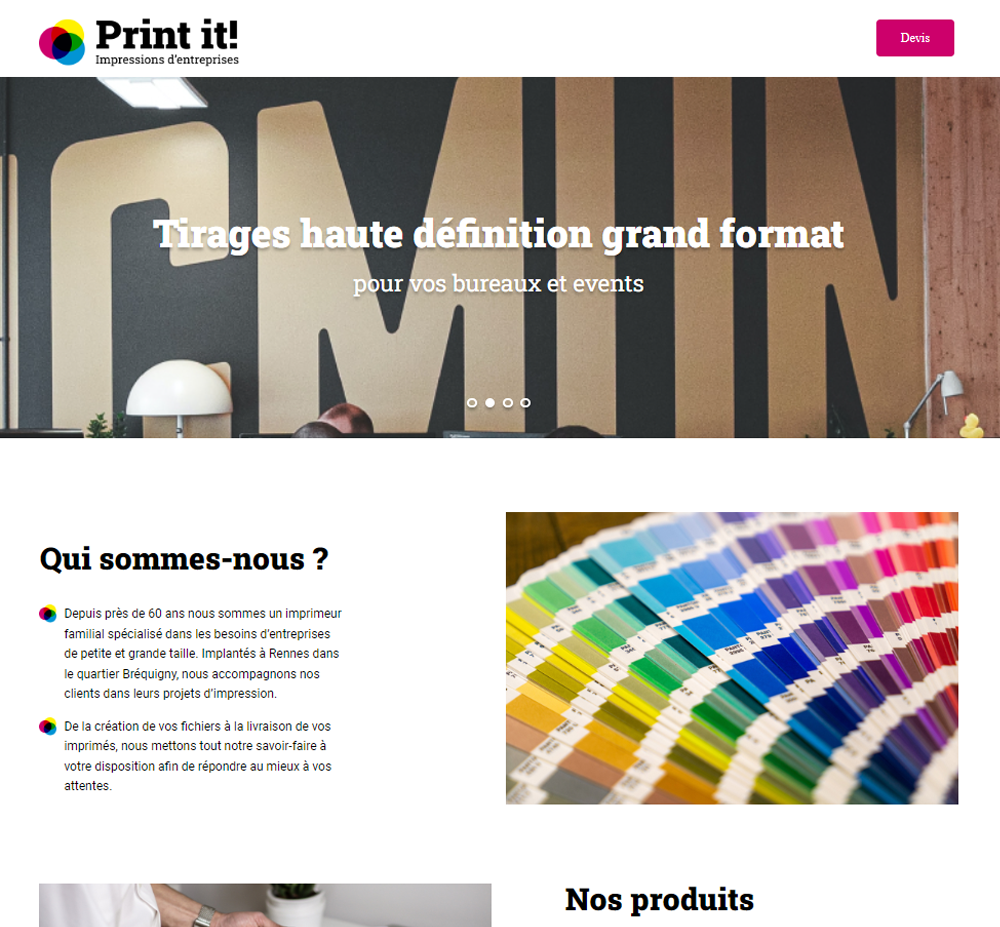 Print it!
Impressions d'entreprises
Devis
CMIIN
Tirages haute définition grand format
pour vos bureaux et events
Qui sommes-nous ?
Depuis près de 60 ans nous sommes un imprimeur
familial spécialisé dans les besoins d'entreprises
de petite et grande taille. Implantés à Rennes dans
le quartier Bréquigny, nous accompagnons nos
clients dans leurs projets d'impression.
De la création de vos fichiers à la livraison de vos
imprimés, nous mettons tout notre savoir-faire à
votre disposition afin de répondre au mieux à vos
attentes.
Nos produits